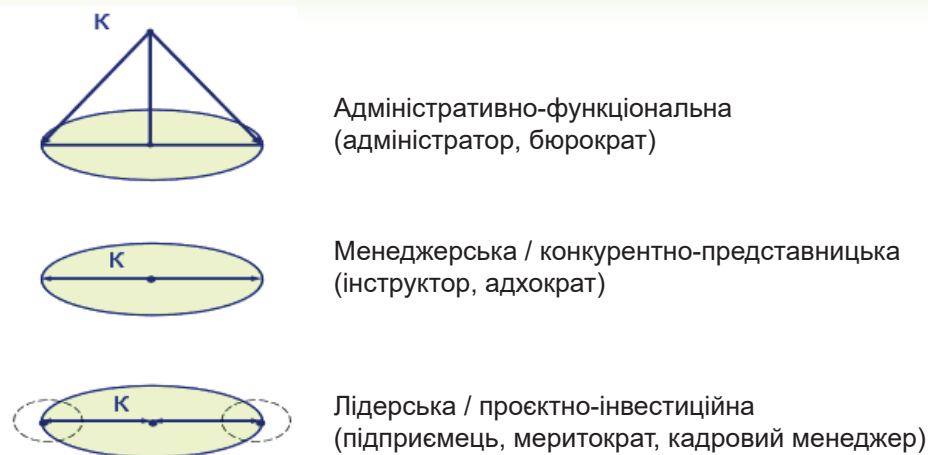 К
Адміністративно-функціональна
(адміністратор, бюрократ)
К
Менеджерська / конкурентно-представницька
(інструктор, адхократ)
К
Лідерська / проєктно-інвестиційна
(підприємець, меритократ, кадровий менеджер)